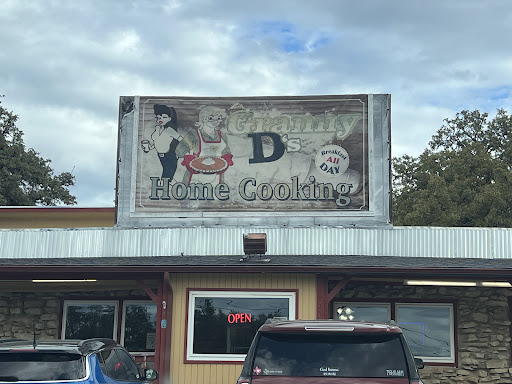 Granny
D's
Home Cooking
Breakfast
All
DAY
OPEN